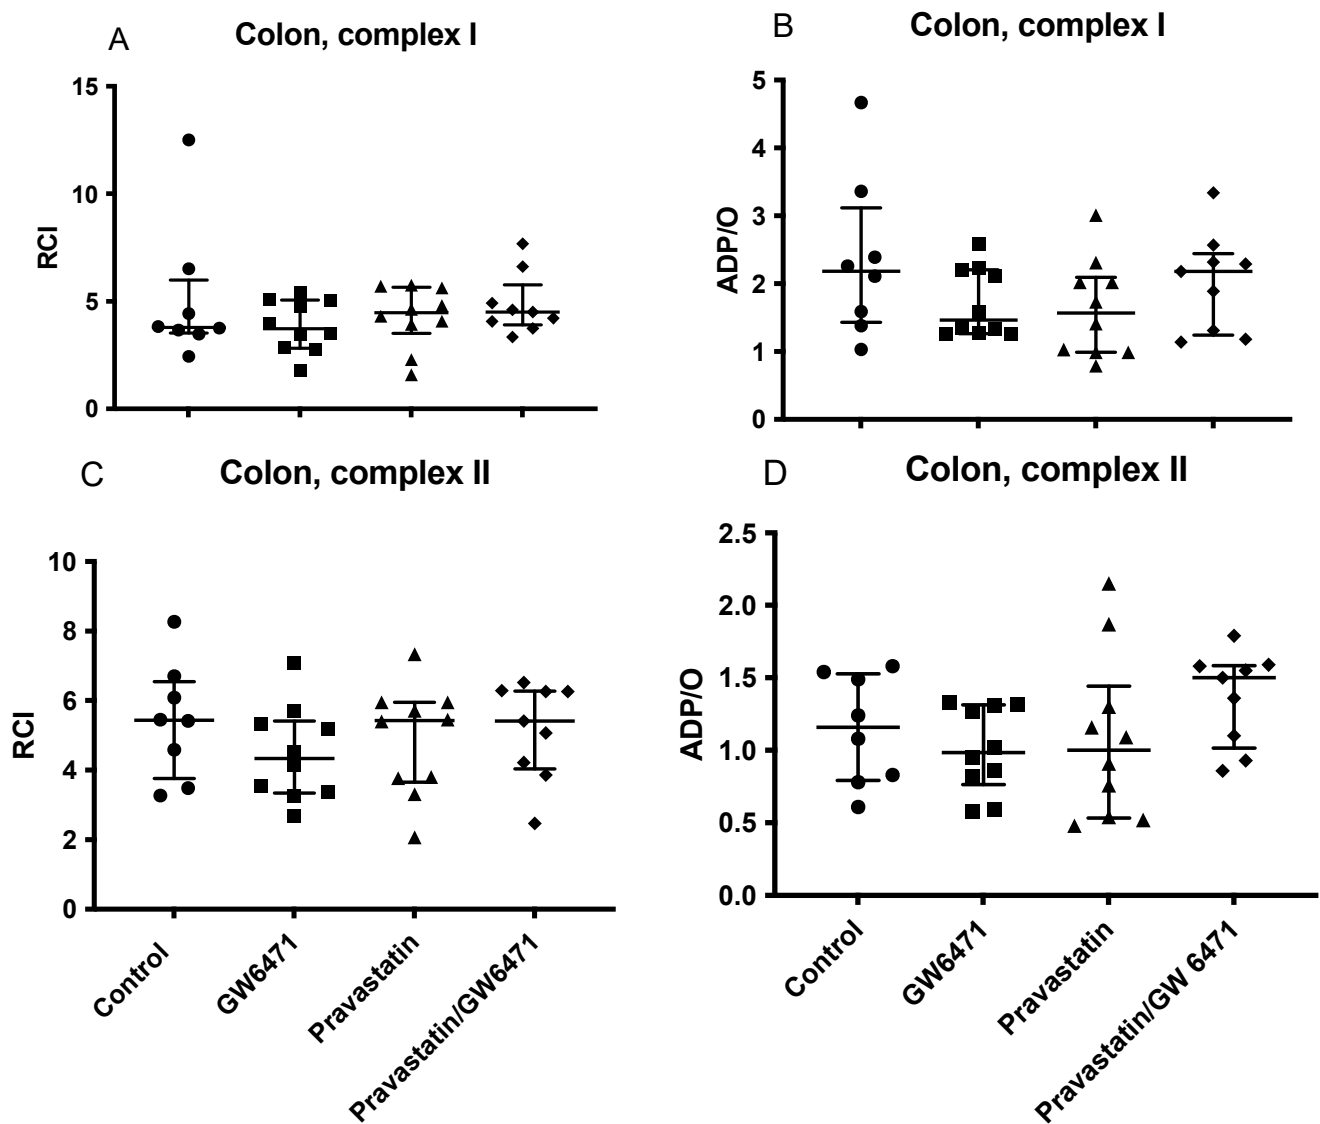 A
Colon, complex I
RCI
15
10
5
0
B
Colon, complex I
ADP/O
5
4
3
2
1
0
C
Colon, complex II
RCI
10
8
6
4
2
0
Control
GW6471
Pravastatin
Pravastatin/GW6471
D
Colon, complex II
ADP/O
2.5
2.0
1.5
1.0
0.5
0.0
Control
GW6471
Pravastatin
Pravastatin/GW 6471